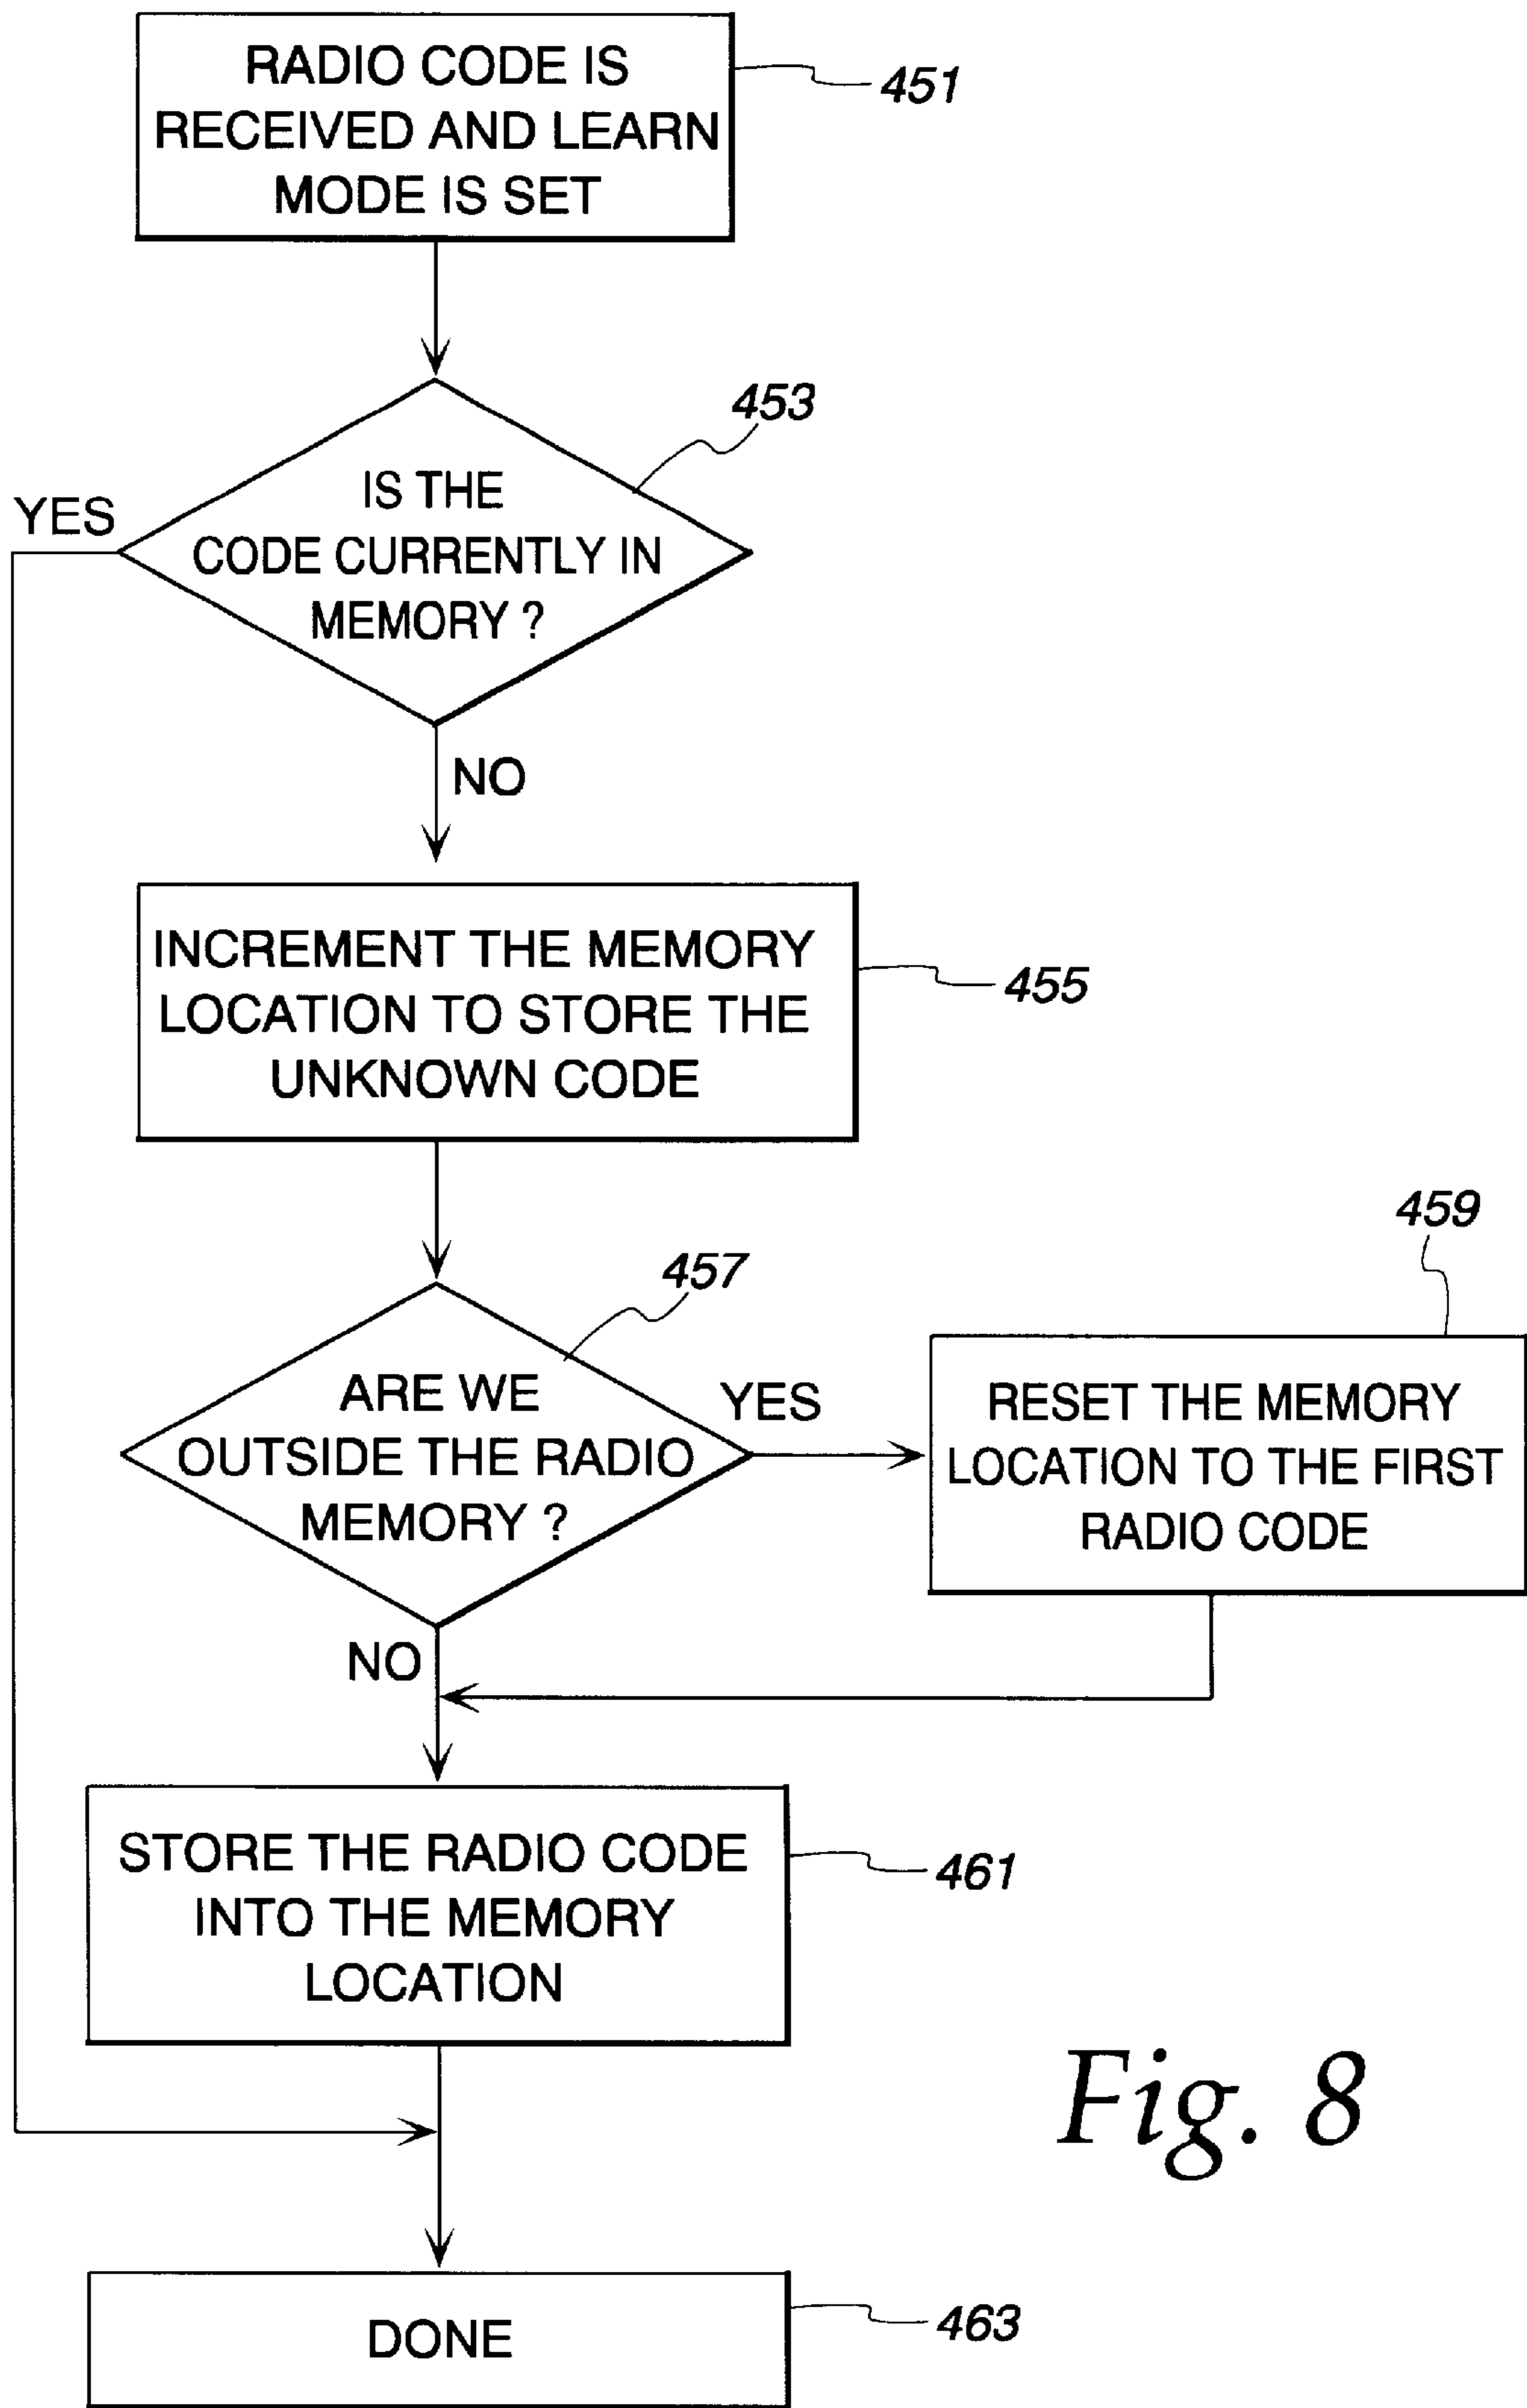 RADIO CODE IS
RECEIVED AND LEARN
MODE IS SET
451
453
YES
IS THE
CODE CURRENTLY IN
MEMORY ?
NO
INCREMENT THE MEMORY
LOCATION TO STORE THE
UNKNOWN CODE
455
457
ARE WE
OUTSIDE THE RADIO
MEMORY ?
YES
459
RESET THE MEMORY
LOCATION TO THE FIRST
RADIO CODE
NO
STORE THE RADIO CODE
INTO THE MEMORY
LOCATION
461
Fig. 8
DONE
463